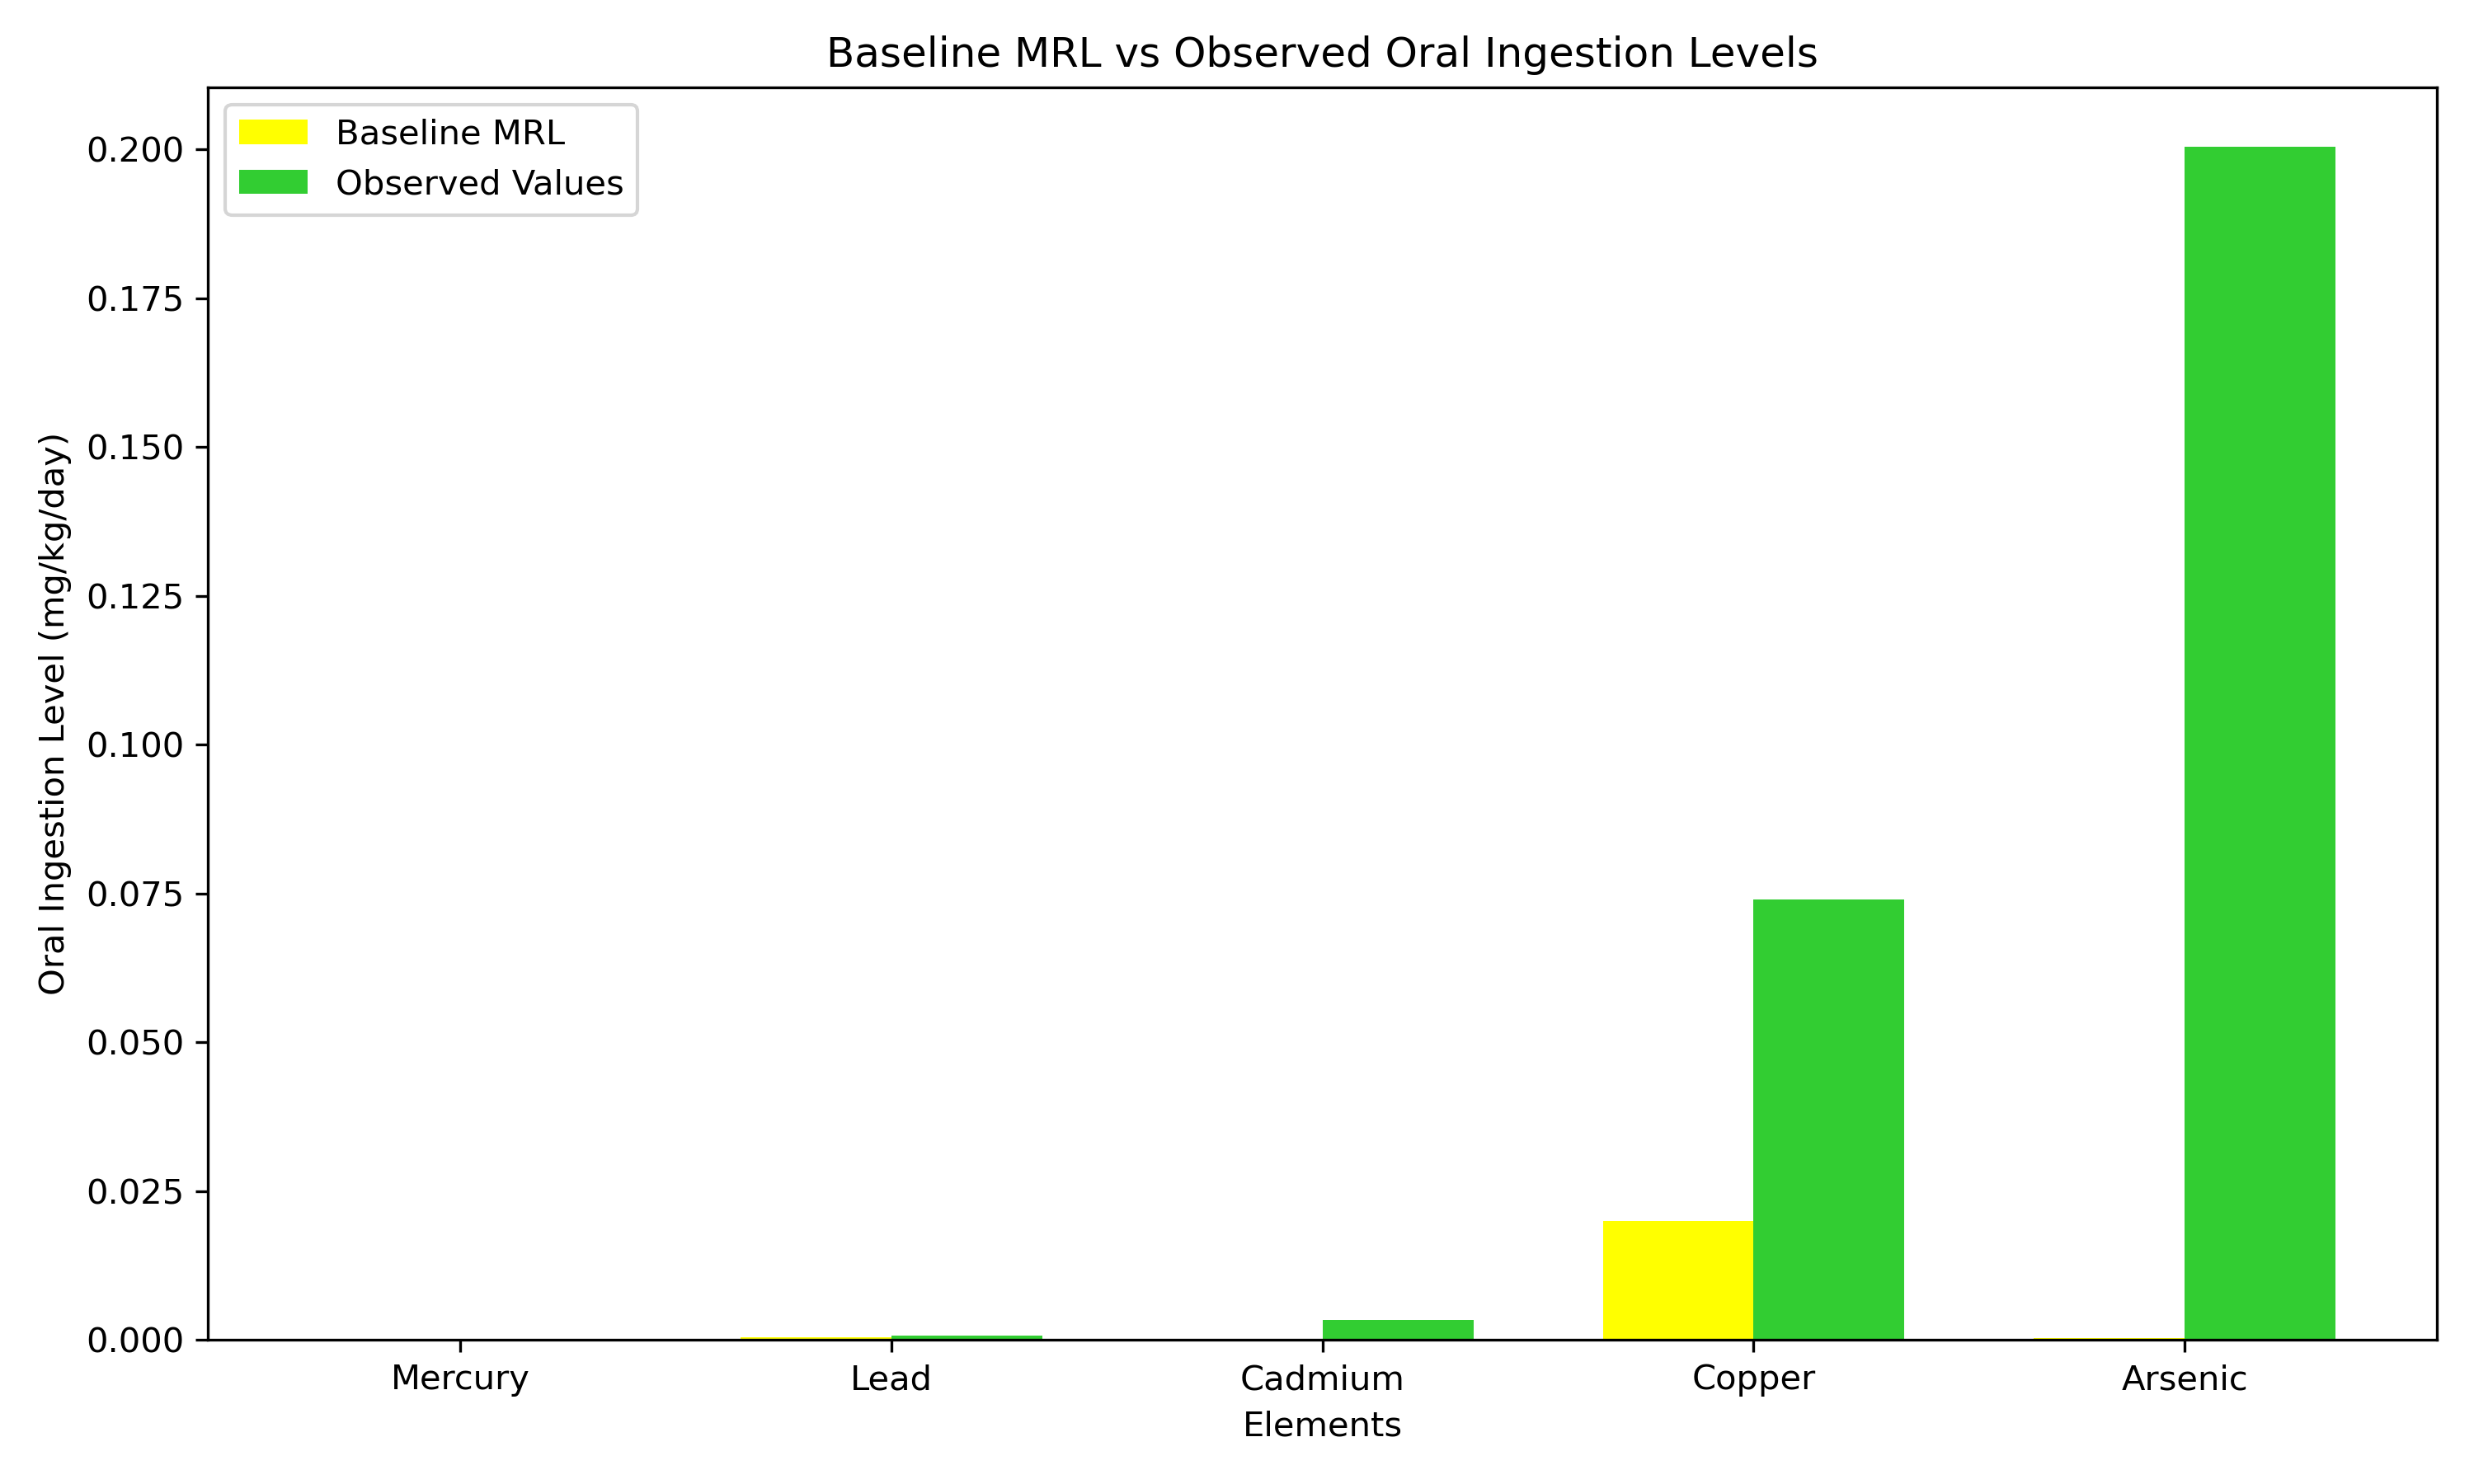 Baseline MRL vs Observed Oral Ingestion Levels
Baseline MRL
Observed Values
Oral Ingestion Level (mg/kg/day)
0.200
0.175
0.150
0.125
0.100
0.075
0.050
0.025
0.000
Mercury Lead Cadmium Copper Arsenic
Elements